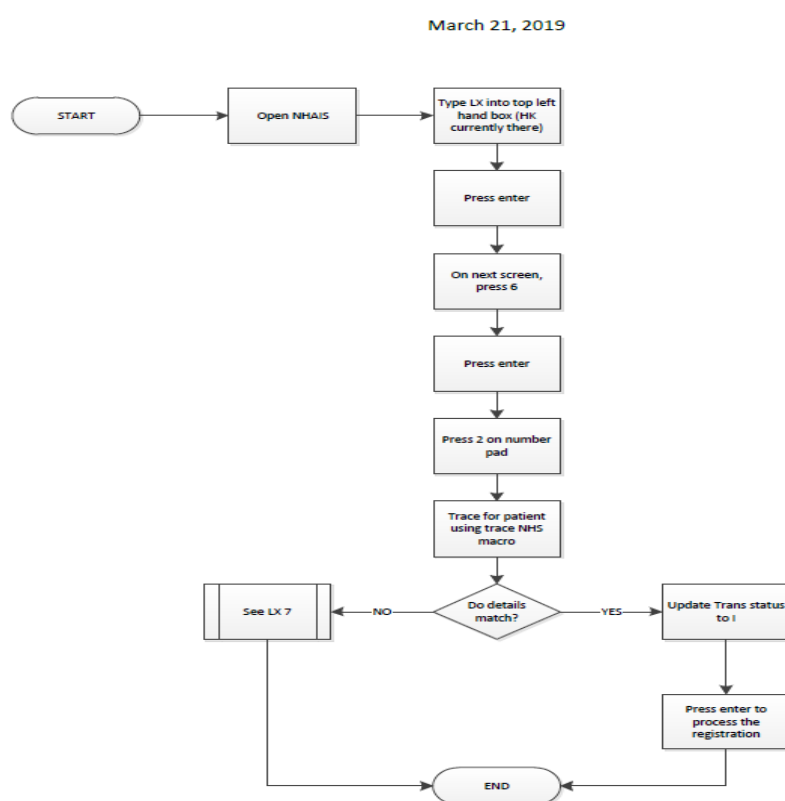 March 21, 2019
START
Open NHAIS
Type LX into top left
hand box (HK
currently there)
Press enter
On next screen,
press 6
Press enter
Press 2 on number
pad
Trace for patient
using trace NHS
macro
Do details
match?
NO
YES
See LX 7
Update Trans status
to I
Press enter to
process the
registration
END